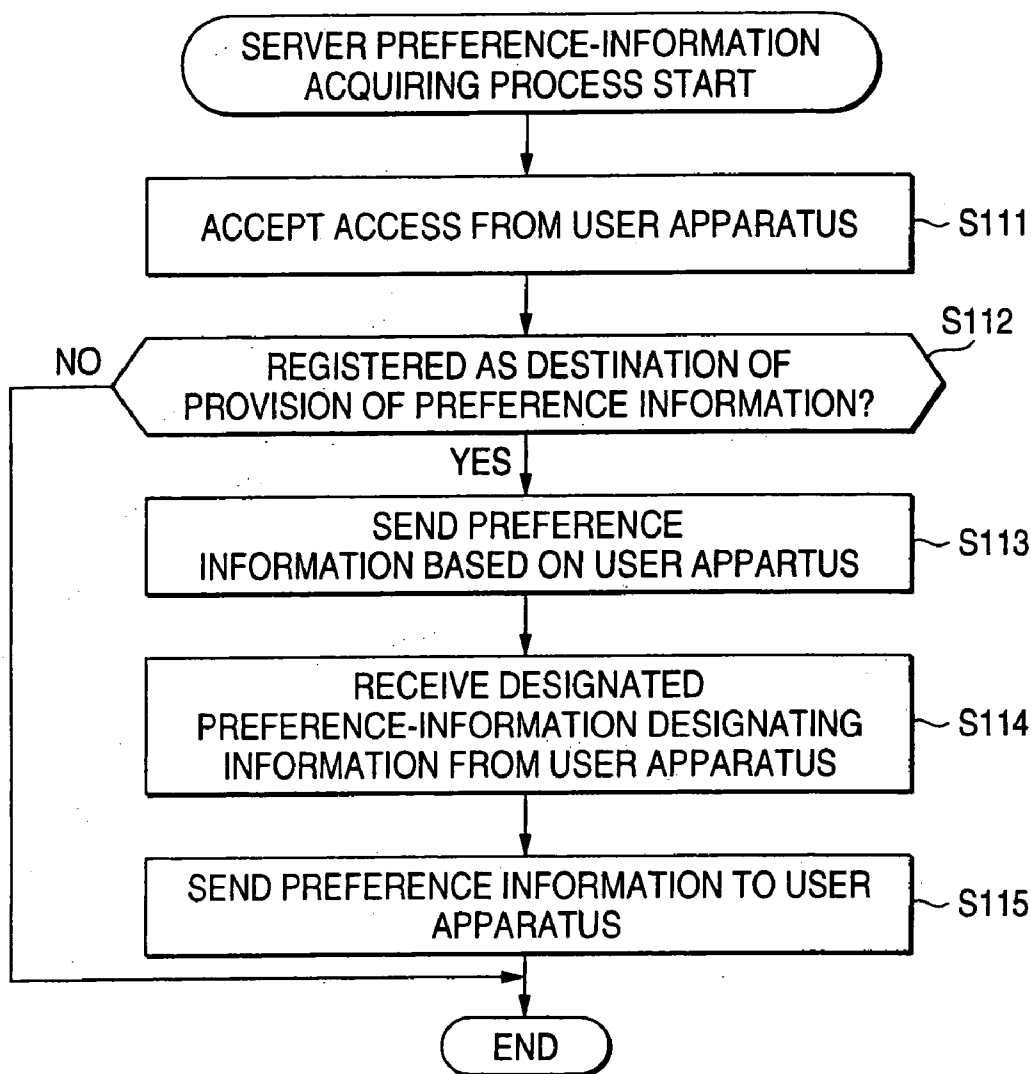 SERVER PREFERENCE-INFORMATION
ACQUIRING PROCESS START
ACCEPT ACCESS FROM USER APPARATUS
S111
S112
NO
REGISTERED AS DESTINATION OF
PROVISION OF PREFERENCE INFORMATION?
YES
SEND PREFERENCE
INFORMATION BASED ON USER APPARTUS
S113
RECEIVE DESIGNATED
PREFERENCE-INFORMATION DESIGNATING
INFORMATION FROM USER APPARATUS
S114
SEND PREFERENCE INFORMATION TO USER
APPARATUS
S115
END